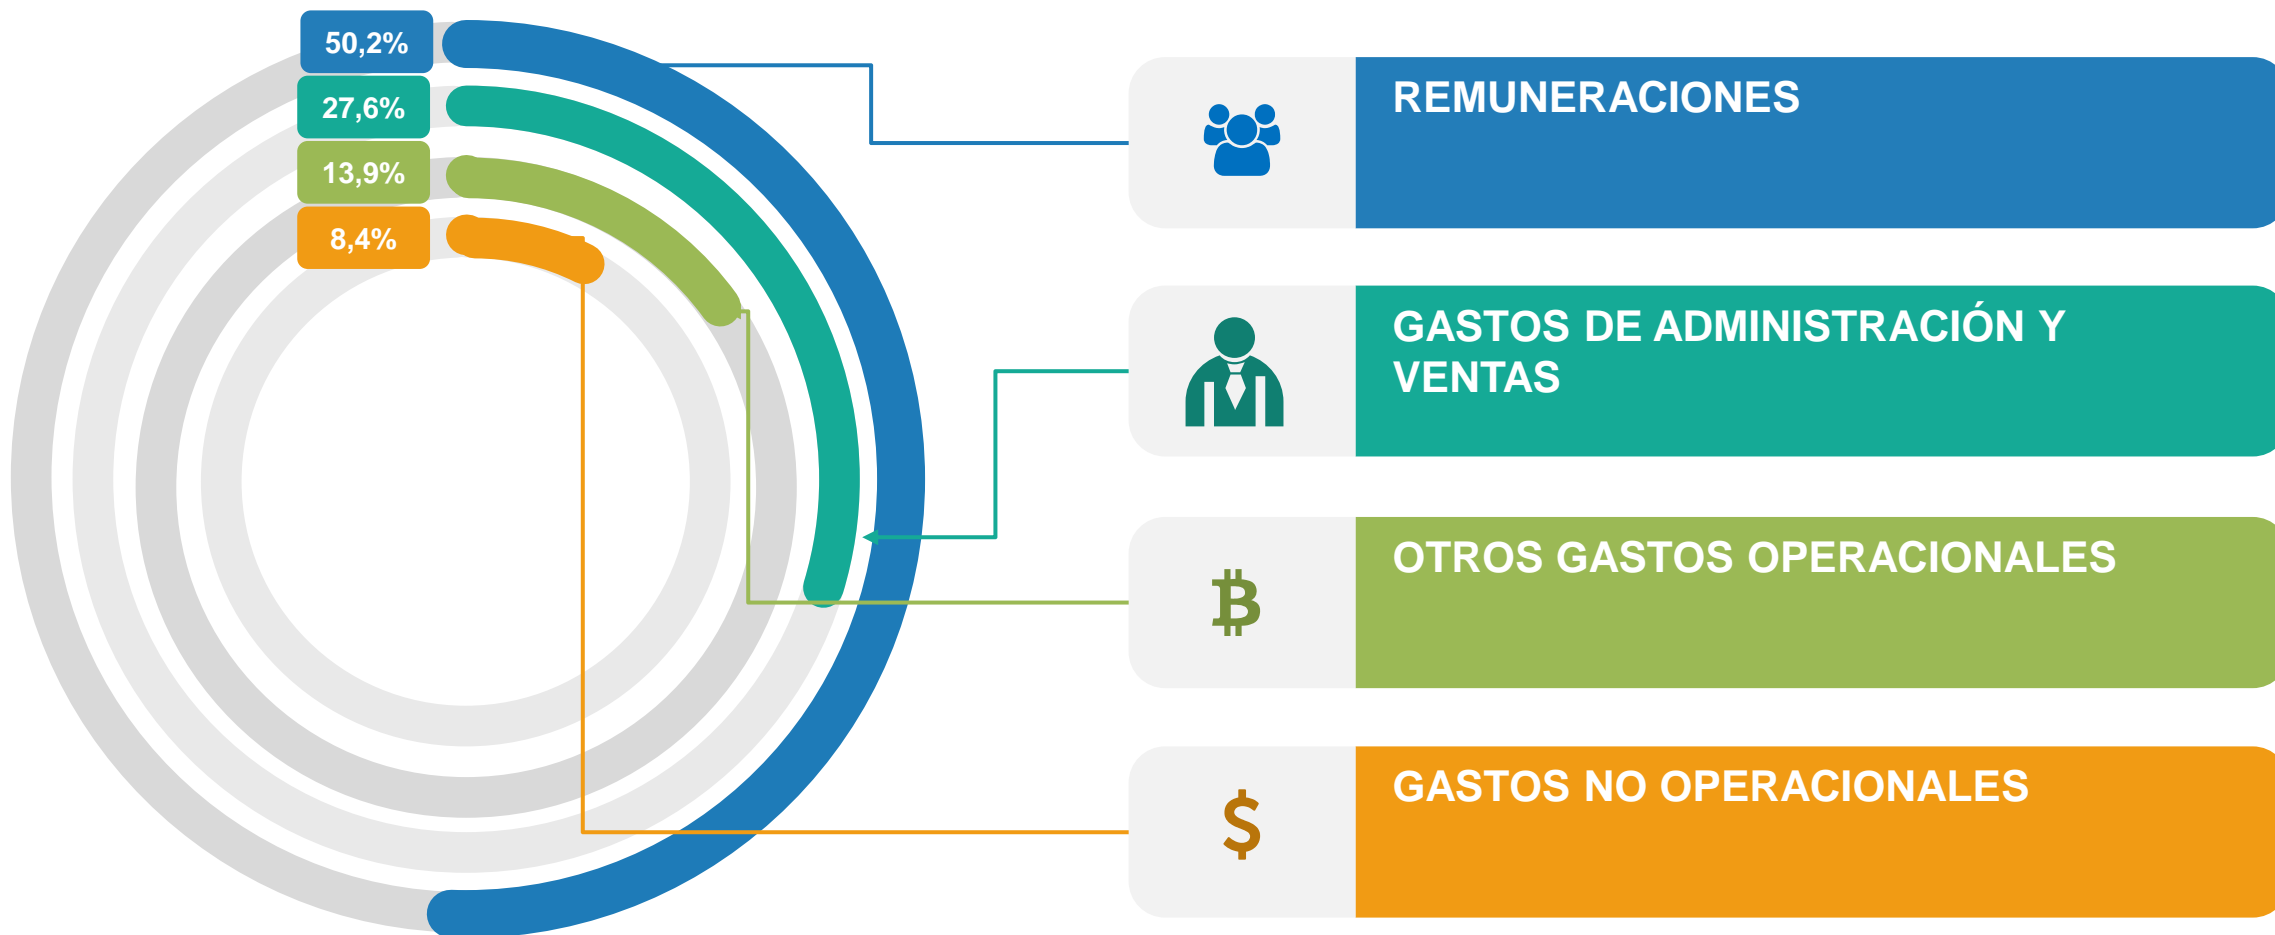 50,2%
27,6%
13,9%
8,4%
REMUNERACIONES
GASTOS DE ADMINISTRACIÓN Y
VENTAS
OTROS GASTOS OPERACIONALES
GASTOS NO OPERACIONALES